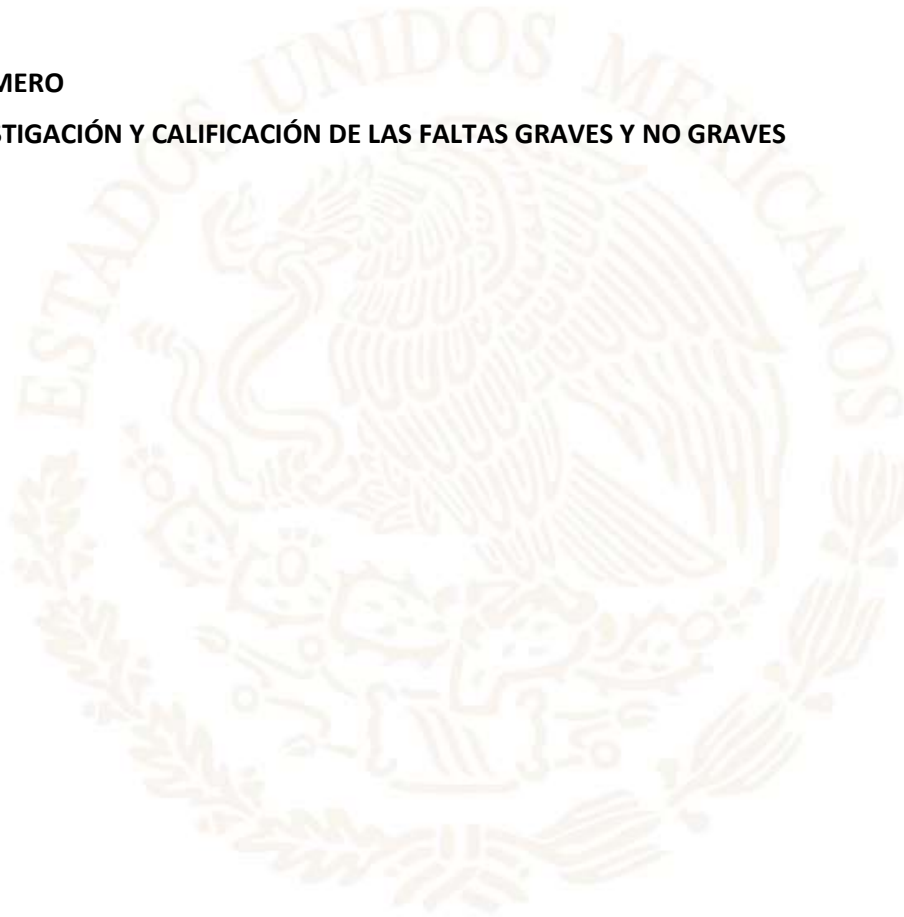 MERO
STIGACIÓN Y CALIFICACIÓN DE LAS FALTAS GRAVES Y NO GRAVES
ESTADOS UNIDOS MEXICANOS